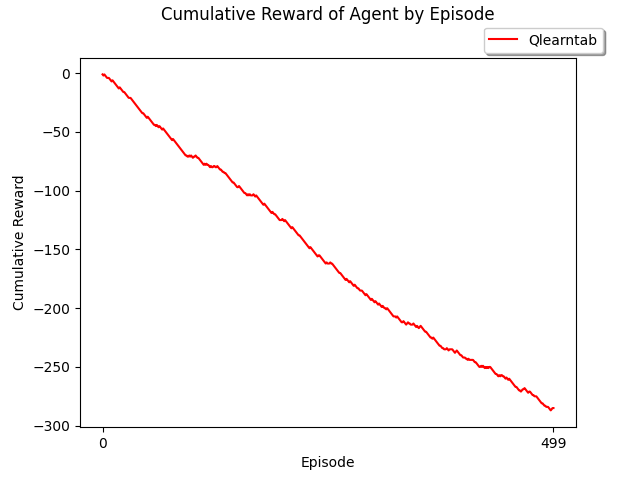 Cumulative Reward of Agent by Episode
Qlearntab
0
−50
−100
−150
−200
−250
−300
Cumulative Reward
0
499
Episode